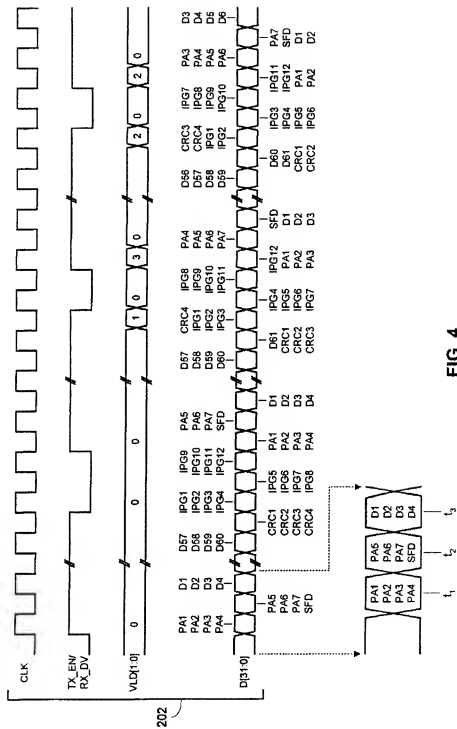 CLK
TX_EN/
RX_DV
VLD[1:0] 0 0 0 1 0 3 0 2 0 2 0
202
PA1 D1 D57 IPG1 IPG9 PA5 D57 CRC4 IPG8 PA4 D56 CRC3 IPG7 PA3 D3
PA2 D2 D58 IPG2 IPG10 PA6 D58 IPG1 IPG9 PA5 D57 CRC4 IPG8 PA4 D4
PA3 D3 D59 IPG3 IPG11 PA7 D59 IPG2 IPG10 PA6 D58 IPG1 IPG9 PA5 D5
PA4 D4 D60 IPG4 IPG12 SFD D60 IPG3 IPG11 PA7 D59 IPG2 IPG10 PA6 D6
D[31:0]
PA5 CRC1 IPG5 PA1 D1 D61 IPG4 IPG12 SFD D60 IPG3 IPG11 PA7
PA6 CRC2 IPG6 PA2 D2 CRC1 IPG5 PA1 D1 D61 IPG4 IPG12 SFD
PA7 CRC3 IPG7 PA3 D3 CRC2 IPG6 PA2 D2 CRC1 IPG5 PA1 D1
SFD CRC4 IPG8 PA4 D4 CRC3 IPG7 PA3 D3 CRC2 IPG6 PA2 D2
PA1 PA5 D1
PA2 PA6 D2
PA3 PA7 D3
PA4 SFD D4
t1 t2 t3
FIG. 4